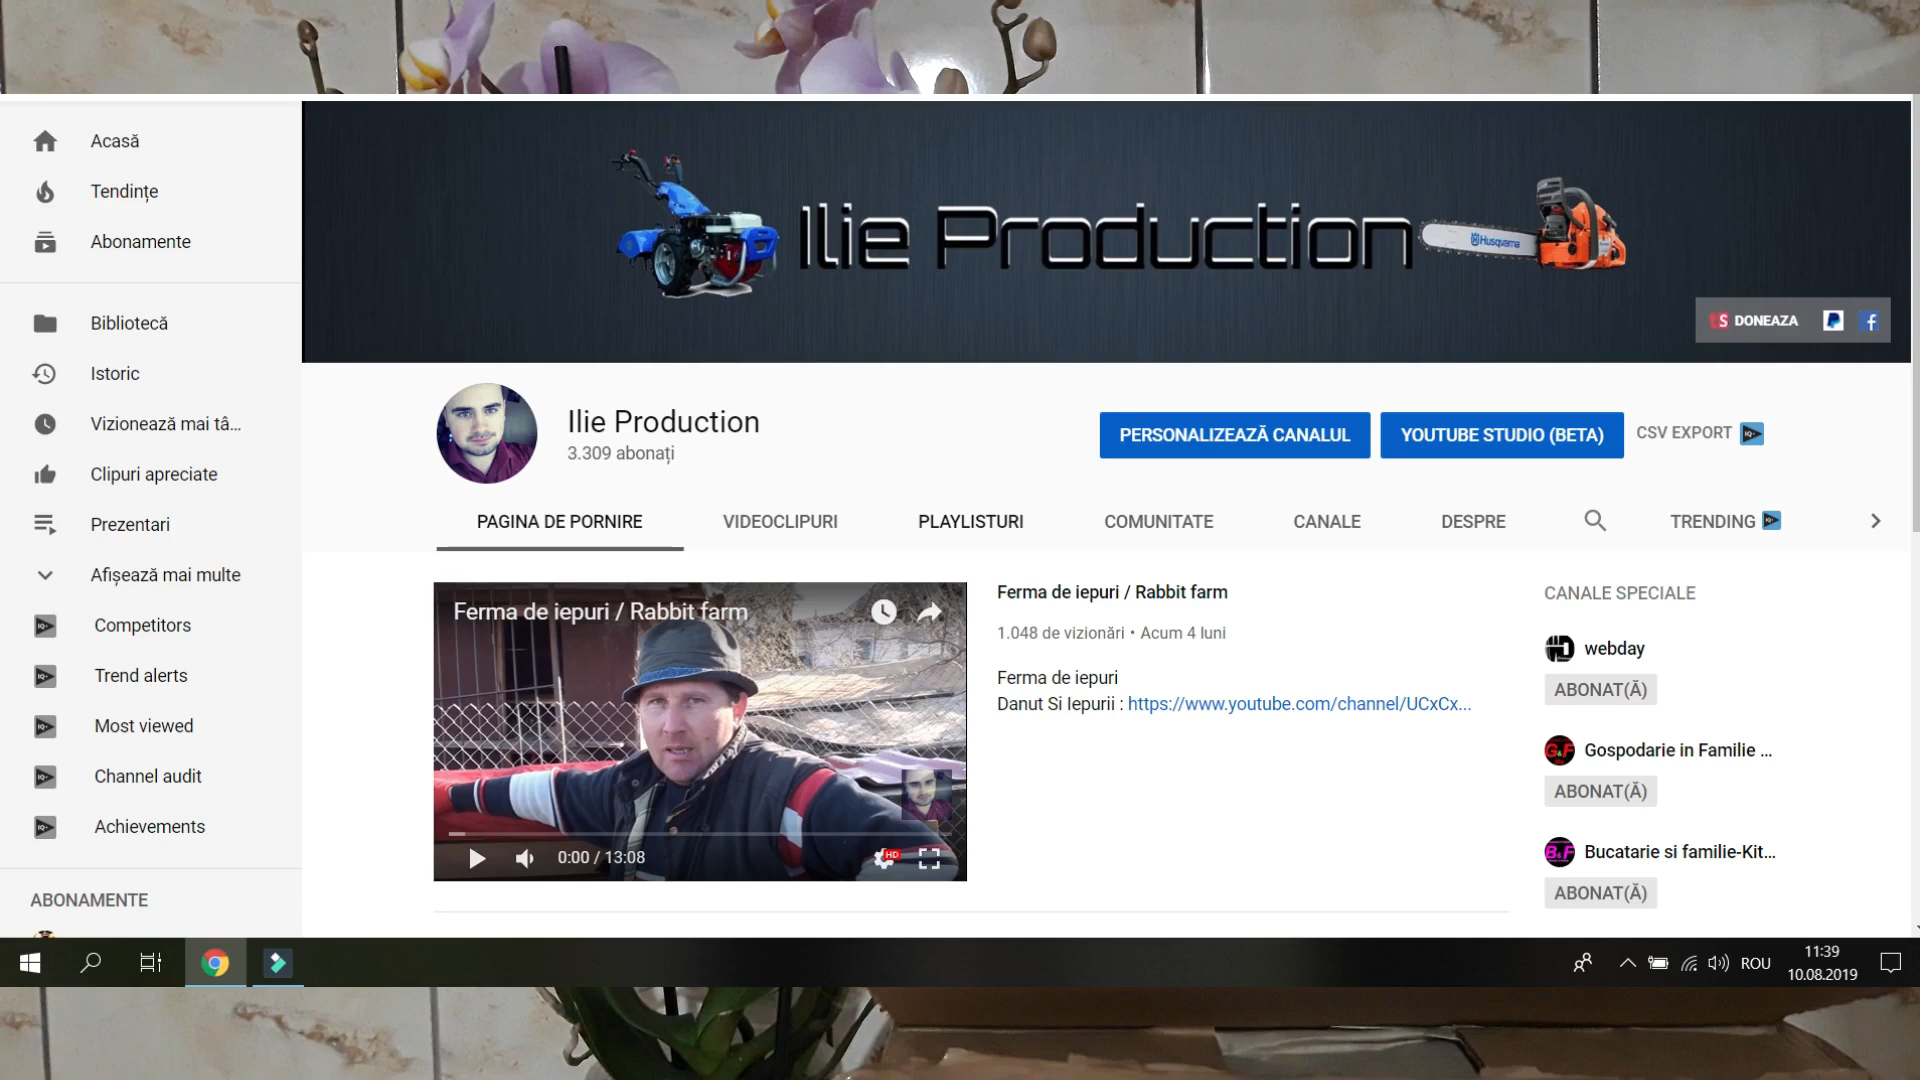 Acasă
Tendințe
Abonamente
Bibliotecă
Istoric
Vizionează mai tâ...
Clipuri apreciate
Prezentari
Afișează mai multe
Competitors
Trend alerts
Most viewed
Channel audit
Achievements
ABONAMENTE
Ilie Production
Husqvarna
DONEAZA
Ilie Production
3.309 abonați
PERSONALIZEAZĂ CANALUL
YOUTUBE STUDIO (BETA)
CSV EXPORT
PAGINA DE PORNIRE
VIDEOCLIPURI
PLAYLISTURI
COMUNITATE
CANALE
DESPRE
TRENDING
Ferma de iepuri / Rabbit farm
0:00 / 13:08
HD
Ferma de iepuri / Rabbit farm
1.048 de vizionări • Acum 4 luni
Ferma de iepuri
Danut Si Iepurii : https://www.youtube.com/channel/UCxCx...
CANALE SPECIALE
webday
ABONAT(Ă)
G&F
Gospodarie in Familie ...
ABONAT(Ă)
B&F
Bucatarie si familie-Kit...
ABONAT(Ă)
ROU
11:39
10.08.2019